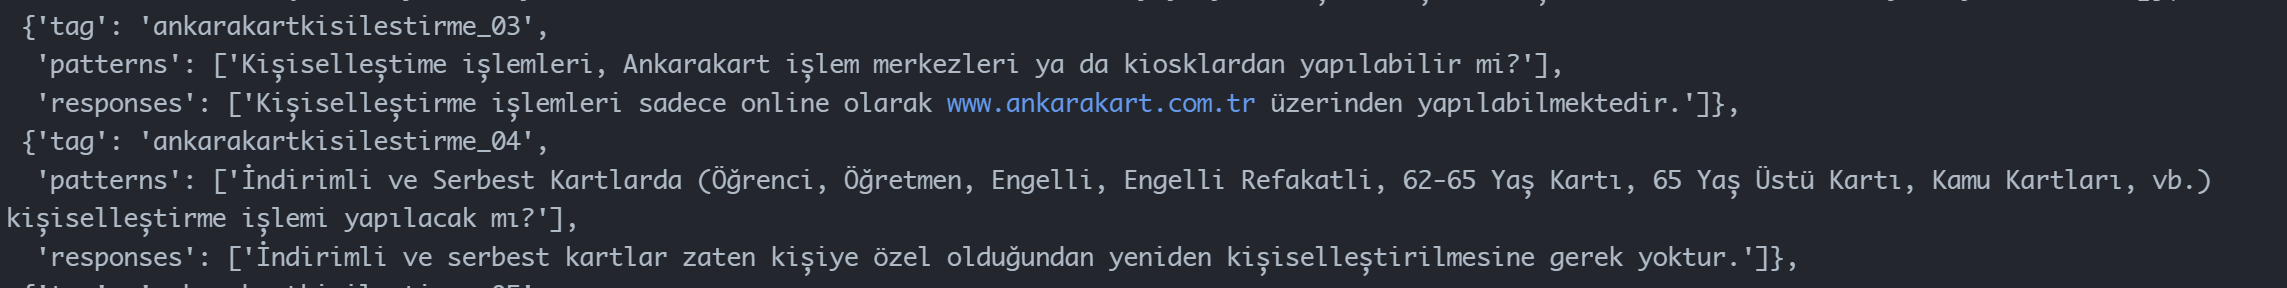 {'tag': 'ankarakartkisilestirme_03',
'patterns': ['Kişiselleştime işlemleri, Ankarakart işlem merkezleri ya da kiosklardan yapılabilir mi?'],
'responses': ['Kişiselleştirme işlemleri sadece online olarak www.ankarakart.com.tr üzerinden yapılabilmektedir.']},
{'tag': 'ankarakartkisilestirme_04',
'patterns': ['İndirimli ve Serbest Kartlarda (Öğrenci, Öğretmen, Engelli, Engelli Refakatli, 62-65 Yaş Kartı, 65 Yaş Üstü Kartı, Kamu Kartları, vb.)
kişiselleştirme işlemi yapılacak mı?'],
'responses': ['İndirimli ve serbest kartlar zaten kişiye özel olduğundan yeniden kişiselleştirilmesine gerek yoktur.']},